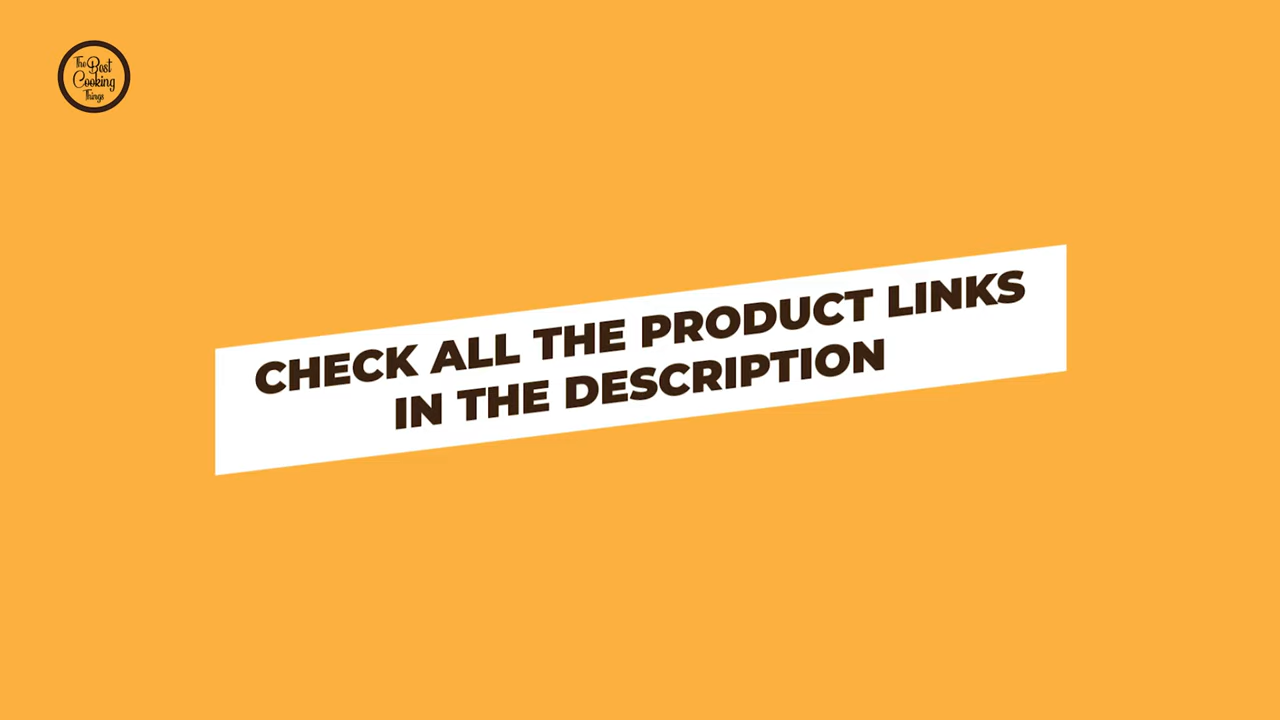 The Best
Cooking
Things
CHECK ALL THE PRODUCT LINKS
IN THE DESCRIPTION